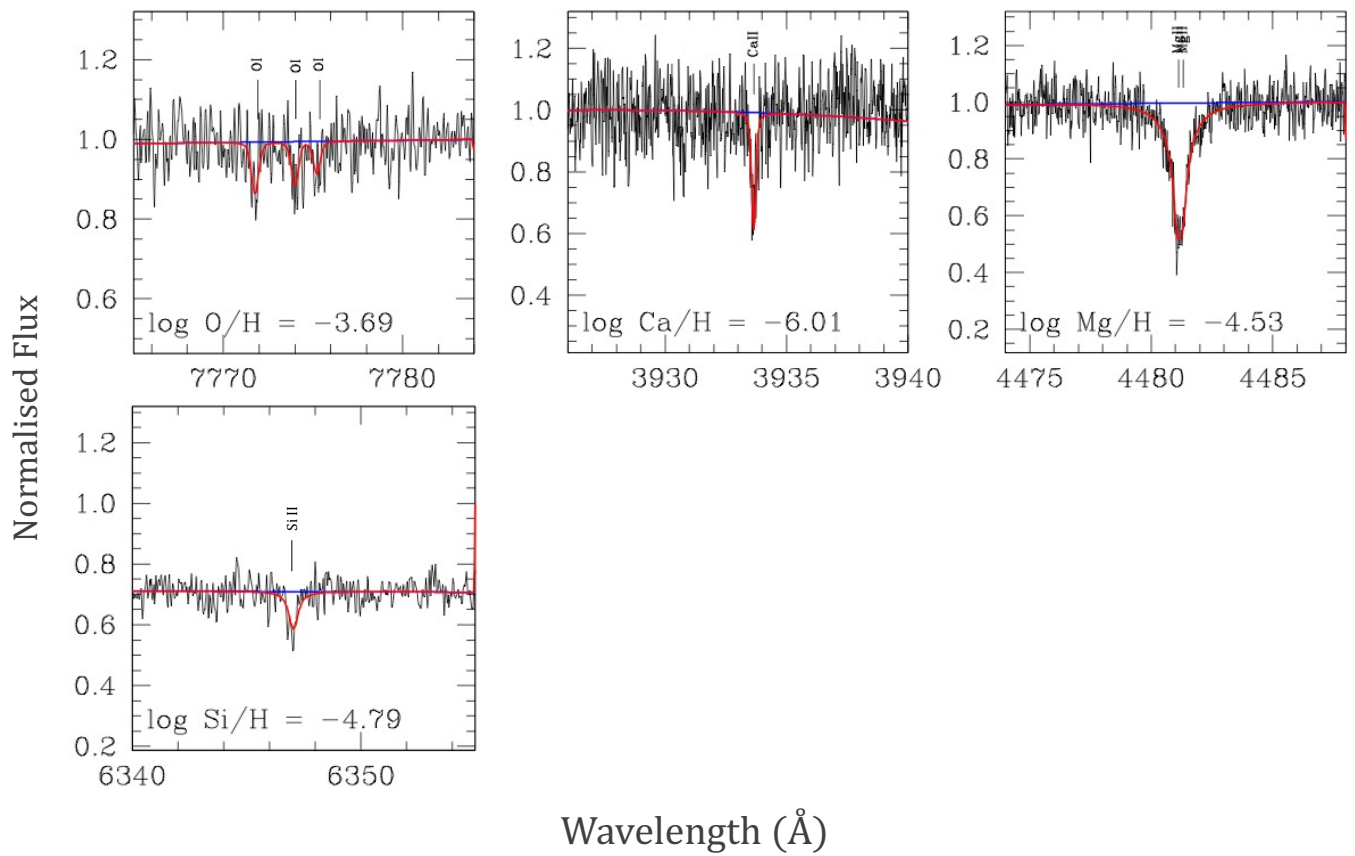 Normalised Flux
OI OI OI
1.2
1.0
0.8
0.6
log O/H = −3.69
7770 7780
CaII
1.2
1.0
0.8
0.6
0.4
log Ca/H = −6.01
3930 3935 3940
MgII MgII
1.2
1.0
0.8
0.6
0.4
0.2
log Mg/H = −4.53
4475 4480 4485
Si II
1.2
1.0
0.8
0.6
0.4
0.2
log Si/H = −4.79
6340 6350
Wavelength (Å)